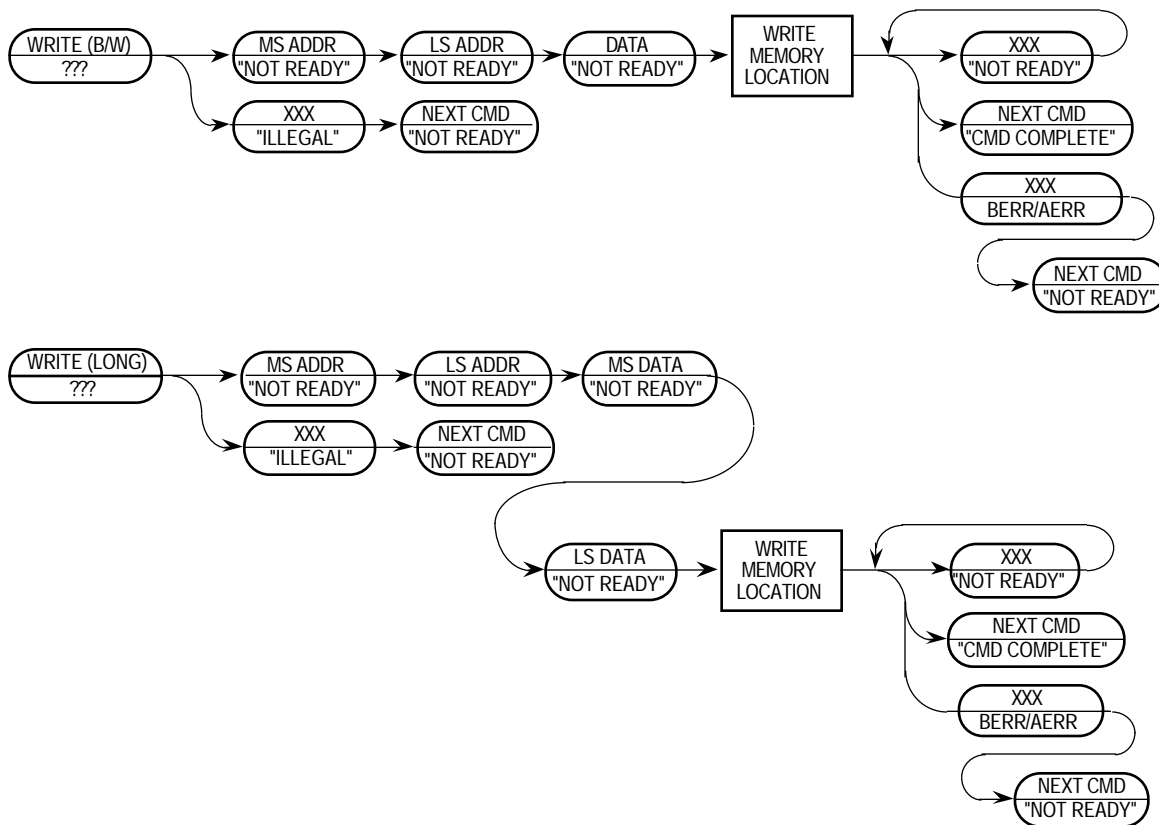 WRITE (B/W)
???
MS ADDR
"NOT READY"
LS ADDR
"NOT READY"
DATA
"NOT READY"
WRITE
MEMORY
LOCATION
XXX
"NOT READY"
XXX
"ILLEGAL"
NEXT CMD
"NOT READY"
NEXT CMD
"CMD COMPLETE"
XXX
BERR/AERR
NEXT CMD
"NOT READY"
WRITE (LONG)
???
MS ADDR
"NOT READY"
LS ADDR
"NOT READY"
MS DATA
"NOT READY"
XXX
"ILLEGAL"
NEXT CMD
"NOT READY"
LS DATA
"NOT READY"
WRITE
MEMORY
LOCATION
XXX
"NOT READY"
NEXT CMD
"CMD COMPLETE"
XXX
BERR/AERR
NEXT CMD
"NOT READY"